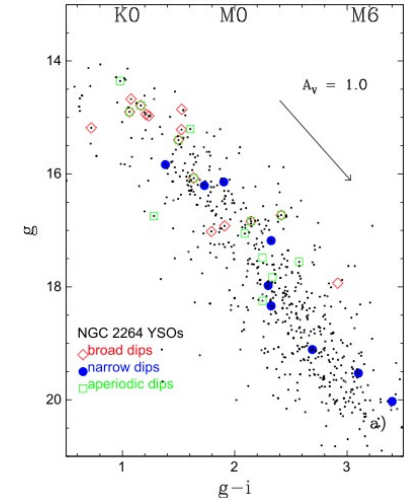 K0 M0 M6
14
16
18
20
g
A_V = 1.0
NGC 2264 YSOs
broad dips
narrow dips
aperiodic dips
a)
1 2 3
g-i